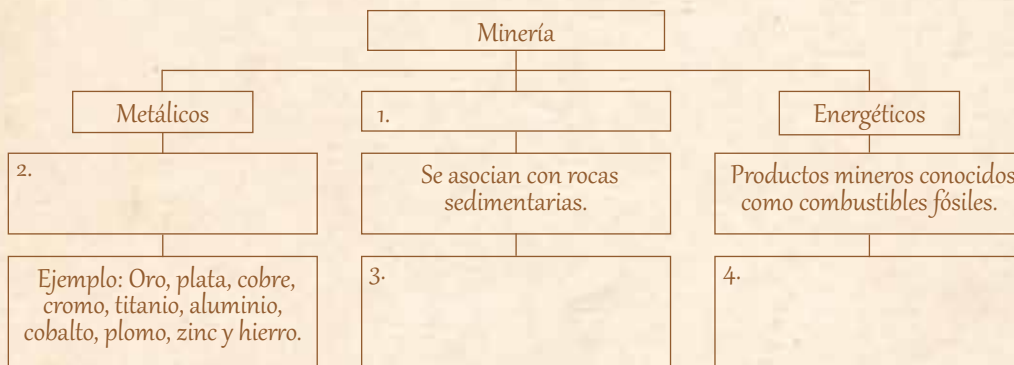 Minería
Metálicos
1.
Energéticos
2.
Se asocian con rocas
sedimentarias.
Productos mineros conocidos
como combustibles fósiles.
Ejemplo: Oro, plata, cobre,
cromo, titanio, aluminio,
cobalto, plomo, zinc y hierro.
3.
4.